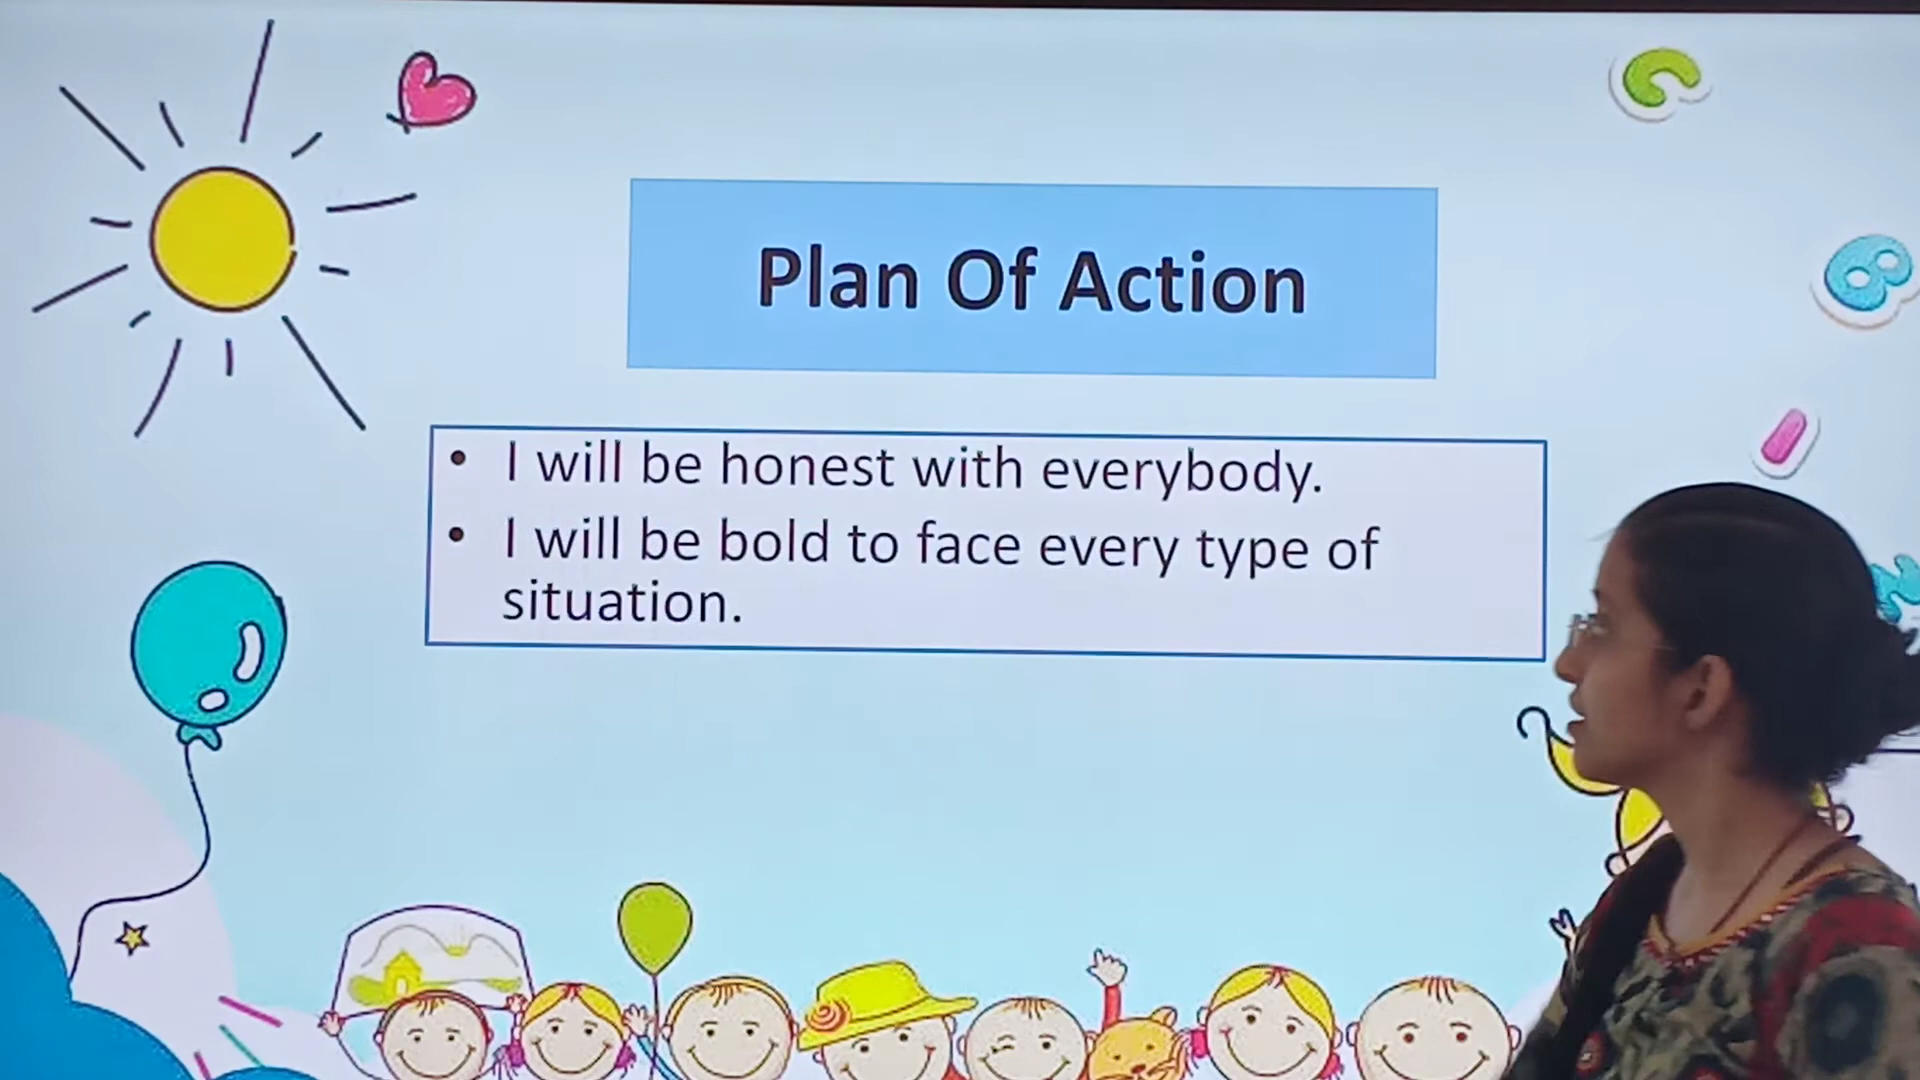 Plan Of Action
• I will be honest with everybody.
• I will be bold to face every type of
situation.